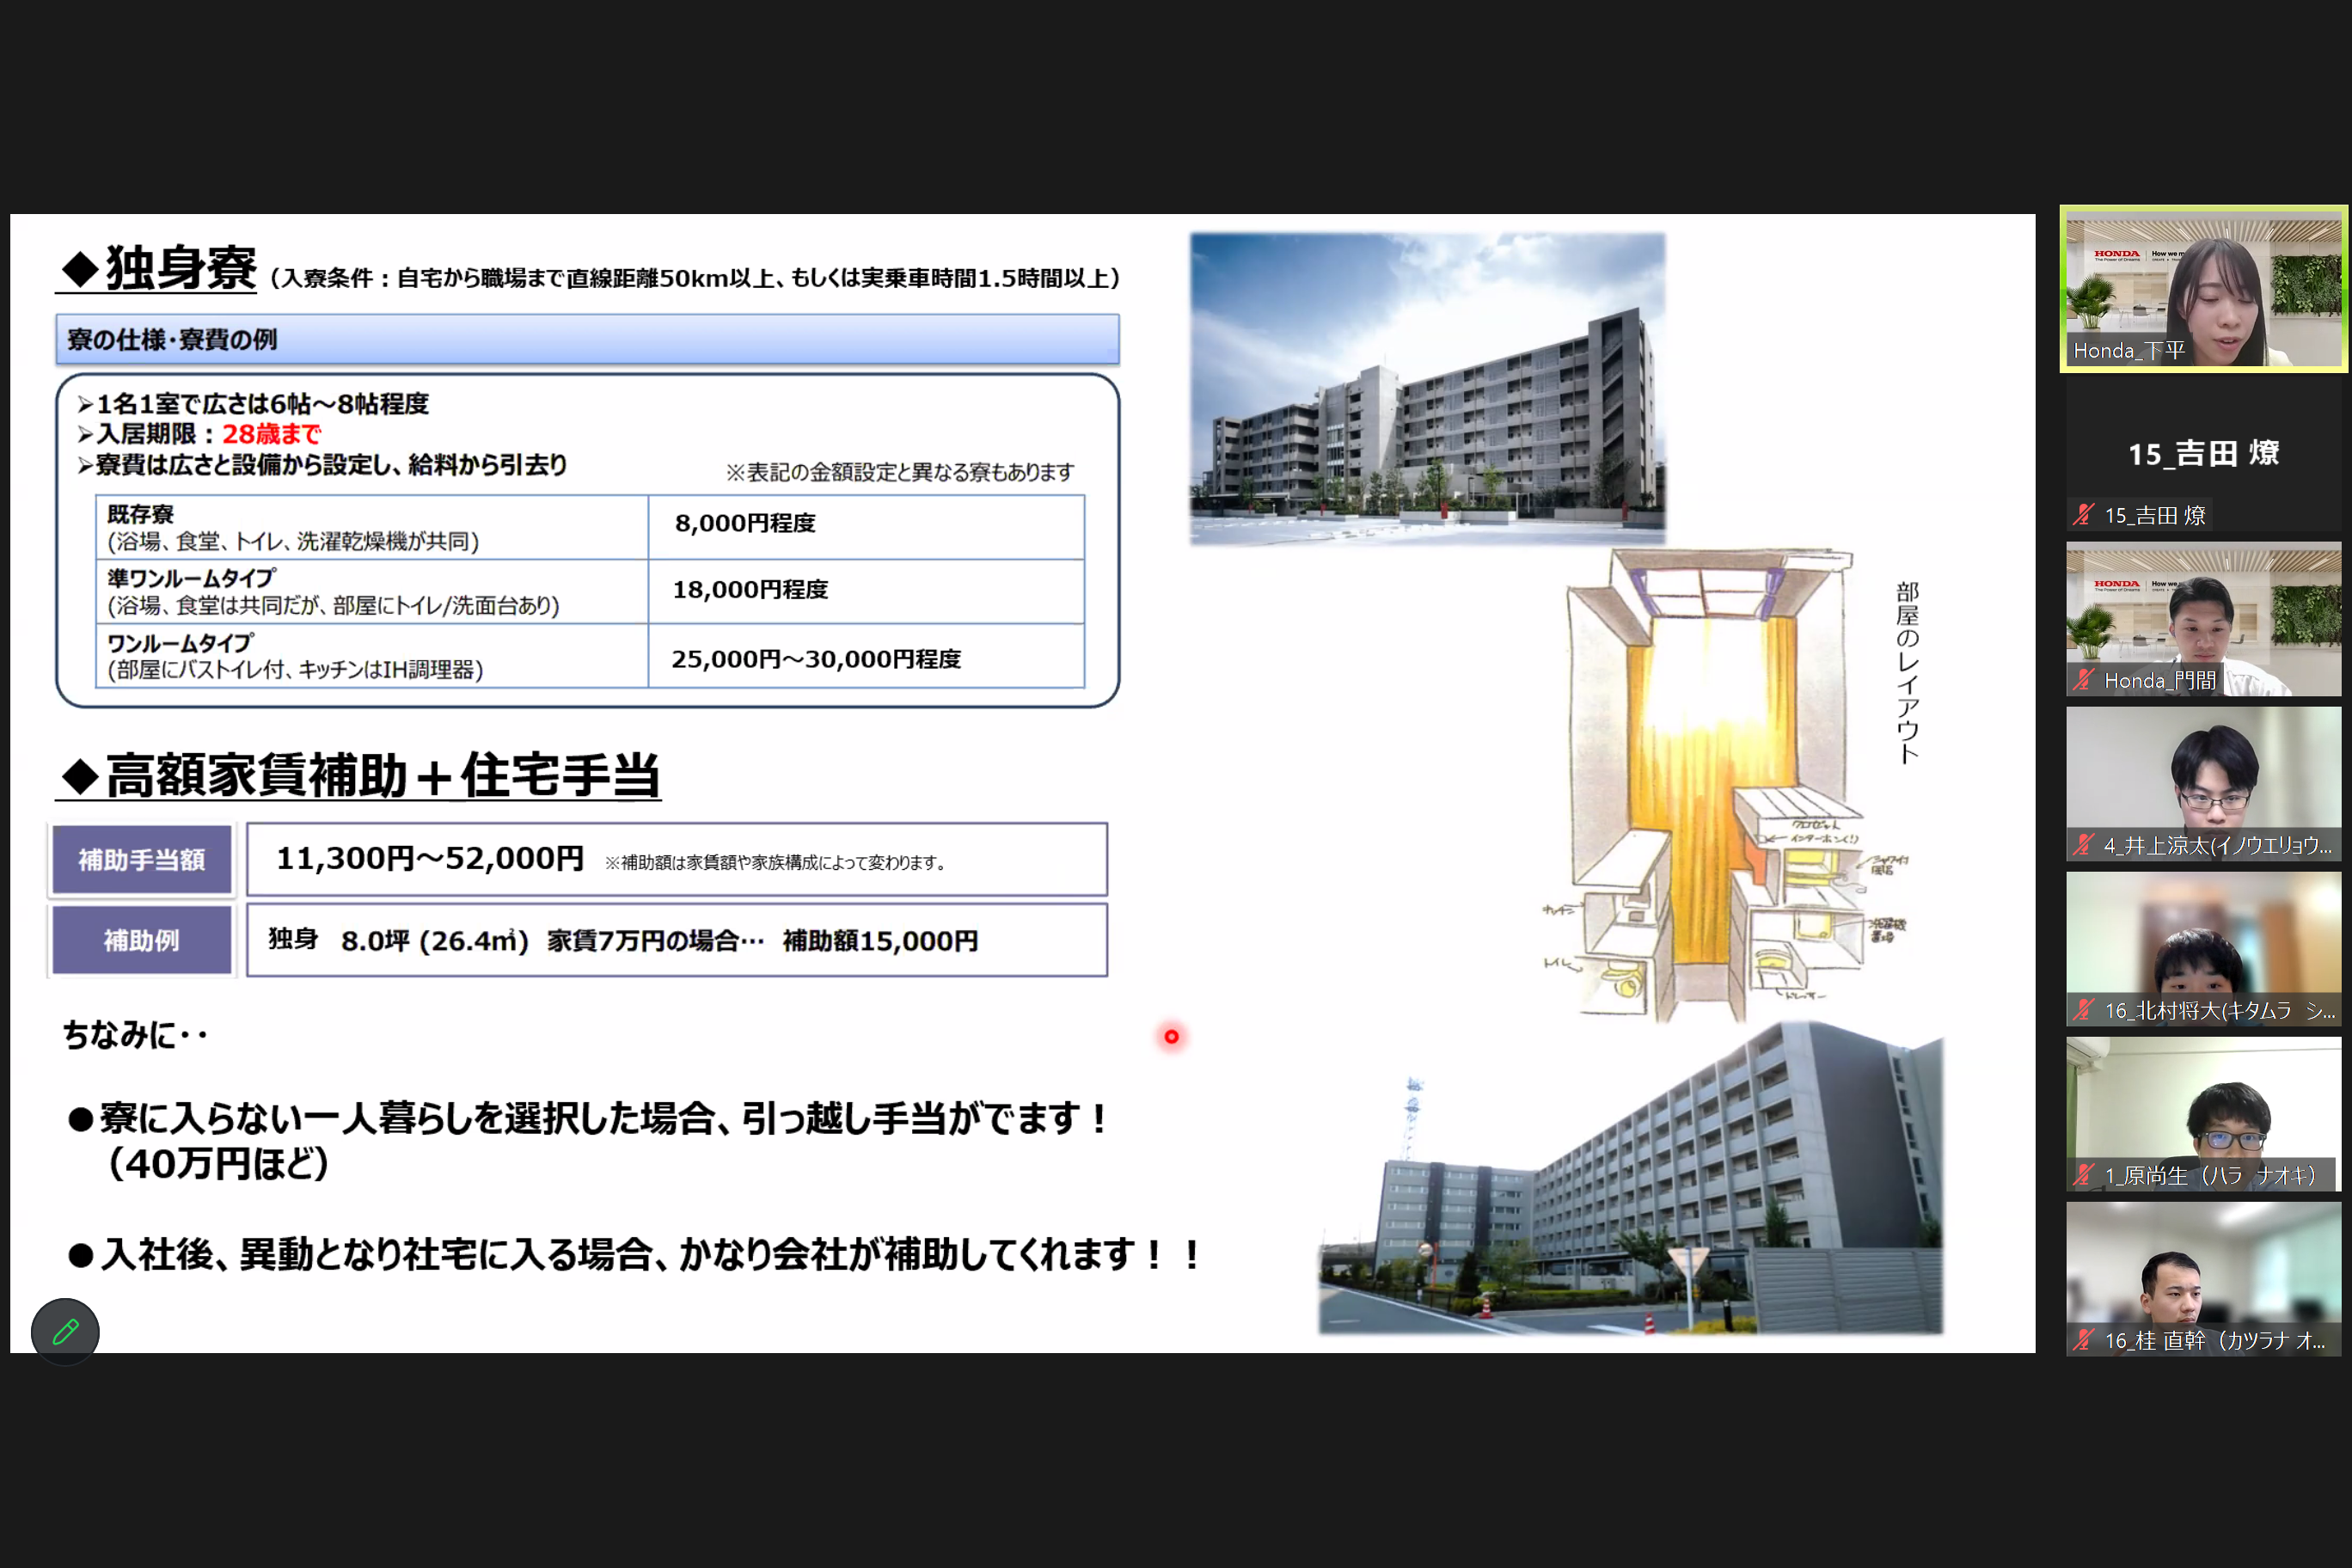 ◆独身寮（入寮条件：自宅から職場まで直線距離50km以上、もしくは実乗車時間1.5時間以上）
寮の仕様･寮費の例
➢1名1室で広さは6帖～8帖程度
➢入居期限：28歳まで
➢寮費は広さと設備から設定し、給料から引去り
※表記の金額設定と異なる寮もあります
既存寮
(浴場、食堂、トイレ、洗濯乾燥機が共同)
8,000円程度
準ワンルームタイプ
(浴場、食堂は共同だが、部屋にトイレ/洗面台あり)
18,000円程度
ワンルームタイプ
(部屋にバストイレ付、キッチンはIH調理器)
25,000円～30,000円程度
◆高額家賃補助＋住宅手当
補助手当額
11,300円～52,000円 ※補助額は家賃額や家族構成によって変わります。
補助例
独身 8.0坪 (26.4㎡) 家賃7万円の場合… 補助額15,000円
ちなみに･･
●寮に入らない一人暮らしを選択した場合、引っ越し手当がでます！
（40万円ほど）
●入社後、異動となり社宅に入る場合、かなり会社が補助してくれます！！
部屋のレイアウト
クロゼット
インターホン(!)
キッチン
トイレ
HONDA
The Power of Dreams
How we m
Honda_下平
15_吉田 燎
15_吉田 燎
HONDA
The Power of Dreams
How we
Honda_門間
4_井上涼太(イノウエリョウ...
16_北村将大(キタムラ シ...
1_原尚生（ハラ ナオキ）
16_桂 直幹（カツラナ オ...